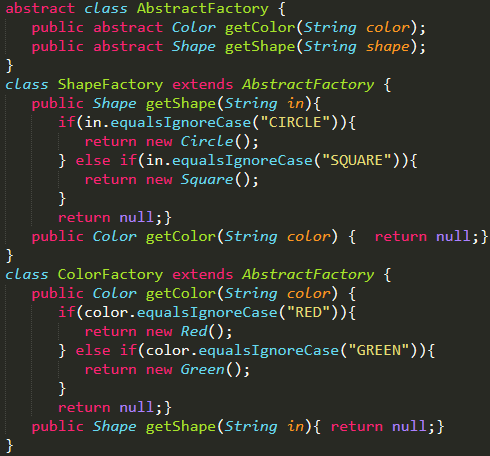 abstract class AbstractFactory {
   public abstract Color getColor(String color);
   public abstract Shape getShape(String shape);
}
class ShapeFactory extends AbstractFactory {
   public Shape getShape(String in){
      if(in.equalsIgnoreCase("CIRCLE")){
         return new Circle();
      } else if(in.equalsIgnoreCase("SQUARE")){
         return new Square();
      }
      return null;}
   public Color getColor(String color) {  return null;}
}
class ColorFactory extends AbstractFactory {
   public Color getColor(String color) {
      if(color.equalsIgnoreCase("RED")){
         return new Red();
      } else if(color.equalsIgnoreCase("GREEN")){
         return new Green();
      }
      return null;}
   public Shape getShape(String in){ return null;}
}